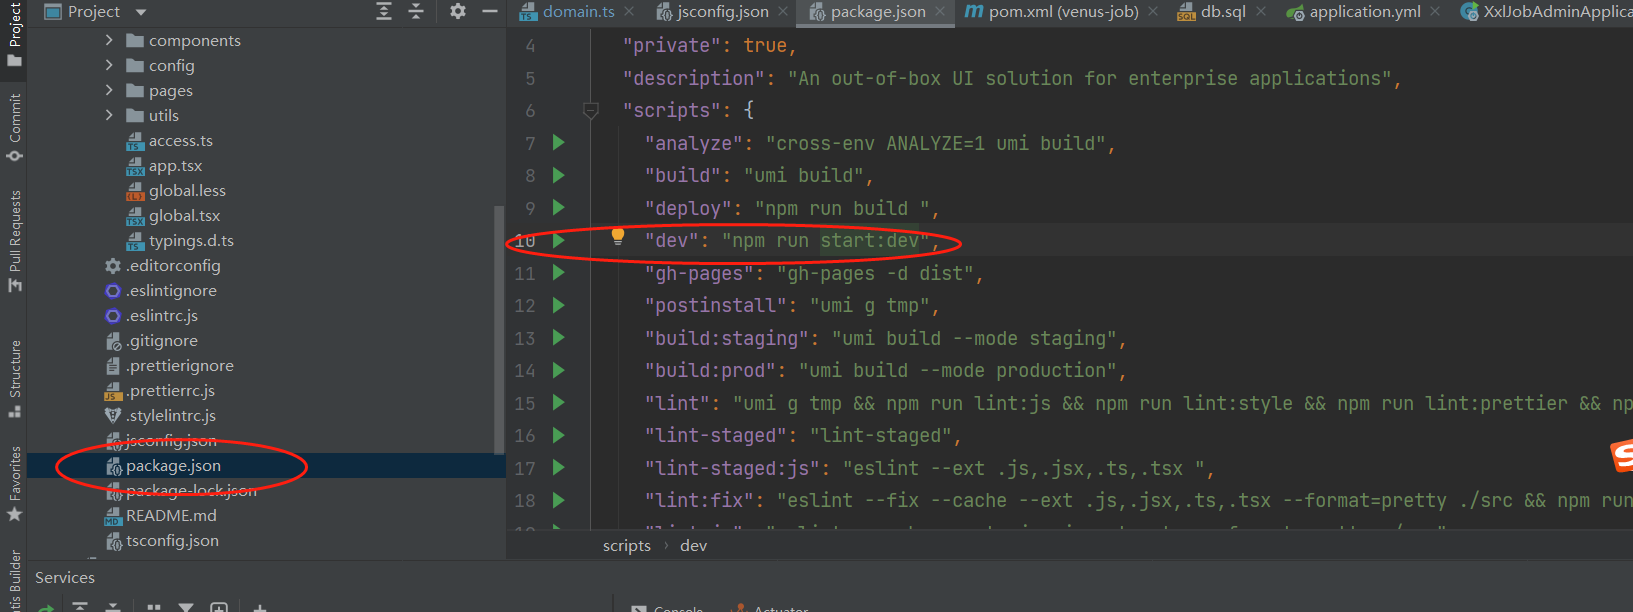 Project
domain.ts
jsconfig.json
package.json
pom.xml (venus-job)
db.sql
application.yml
XxlJobAdminApplica
Project
Commit
Pull Requests
Structure
Favorites
components
config
pages
utils
access.ts
app.tsx
global.less
global.tsx
typings.d.ts
.editorconfig
.eslintignore
.eslintrc.js
.gitignore
.prettierignore
.prettierrc.js
.stylelintrc.js
jsconfig.json
package.json
package-lock.json
README.md
tsconfig.json
4 "private": true,
5 "description": "An out-of-box UI solution for enterprise applications",
6 "scripts": {
7 "analyze": "cross-env ANALYZE=1 umi build",
8 "build": "umi build",
9 "deploy": "npm run build ",
10 "dev": "npm run start:dev",
11 "gh-pages": "gh-pages -d dist",
12 "postinstall": "umi g tmp",
13 "build:staging": "umi build --mode staging",
14 "build:prod": "umi build --mode production",
15 "lint": "umi g tmp && npm run lint:js && npm run lint:style && npm run lint:prettier && np
16 "lint-staged": "lint-staged",
17 "lint-staged:js": "eslint --ext .js,.jsx,.ts,.tsx ",
18 "lint:fix": "eslint --fix --cache --ext .js,.jsx,.ts,.tsx --format=pretty ./src && npm run
scripts › dev
Services
tis Builder
Console
Actuator